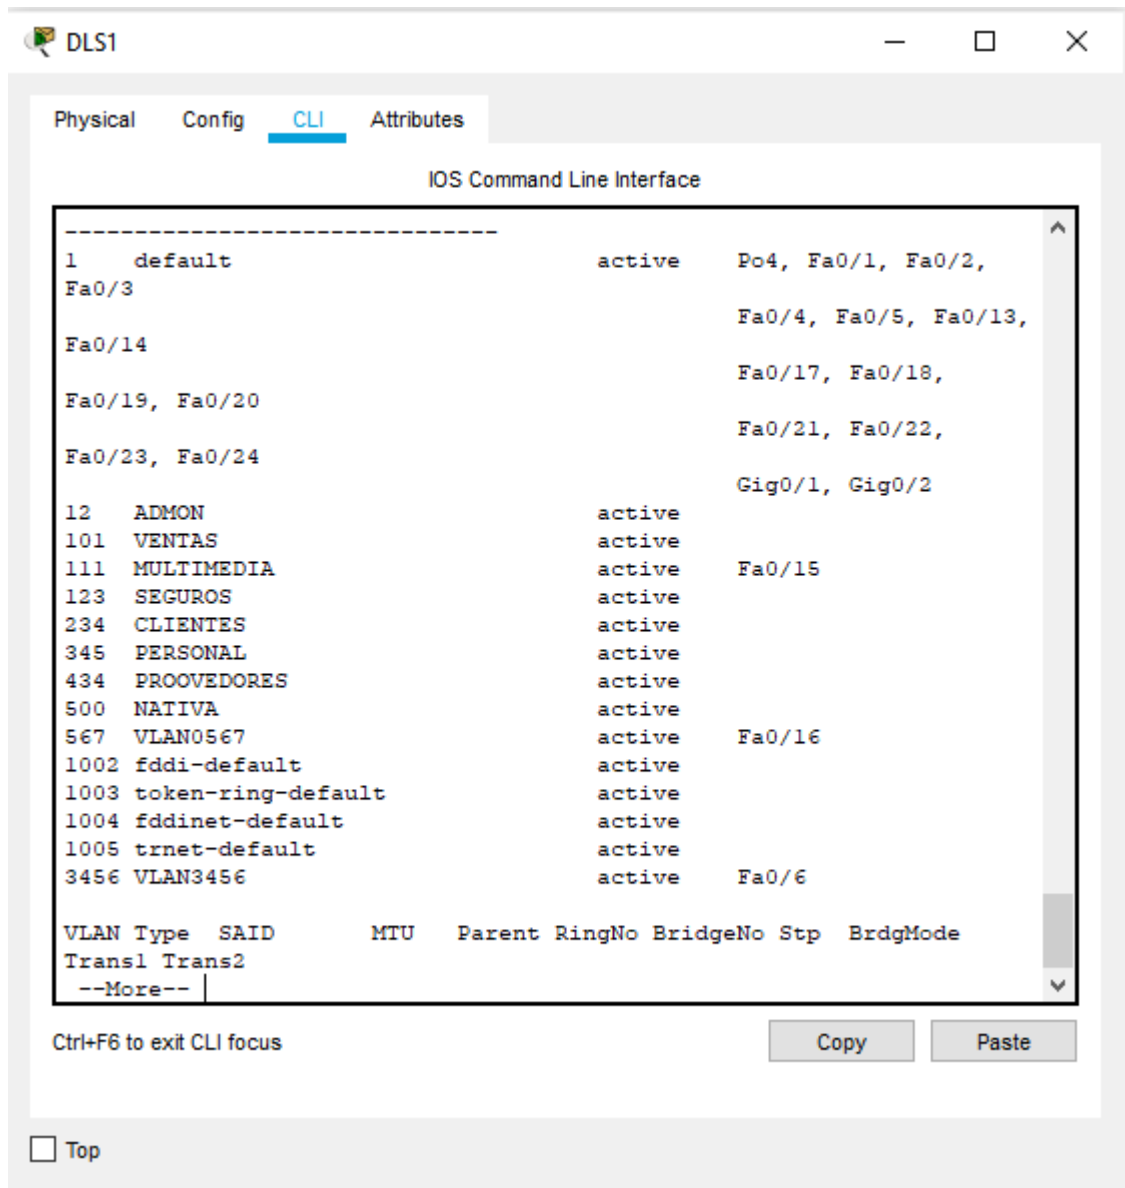 DLS1
Physical Config CLI Attributes
IOS Command Line Interface
-------------------------------
1    default                          active    Po4, Fa0/1, Fa0/2,
Fa0/3
                                                Fa0/4, Fa0/5, Fa0/13,
Fa0/14
                                                Fa0/17, Fa0/18,
Fa0/19, Fa0/20
                                                Fa0/21, Fa0/22,
Fa0/23, Fa0/24
                                                Gig0/1, Gig0/2
12   ADMON                            active
101  VENTAS                           active
111  MULTIMEDIA                       active    Fa0/15
123  SEGUROS                          active
234  CLIENTES                         active
345  PERSONAL                         active
434  PROOVEDORES                      active
500  NATIVA                           active
567  VLAN0567                         active    Fa0/16
1002 fddi-default                     active
1003 token-ring-default               active
1004 fddinet-default                  active
1005 trnet-default                    active
3456 VLAN3456                         active    Fa0/6
VLAN Type  SAID       MTU   Parent RingNo BridgeNo Stp  BrdgMode
Trans1 Trans2
--More--
Ctrl+F6 to exit CLI focus
Copy
Paste
Top